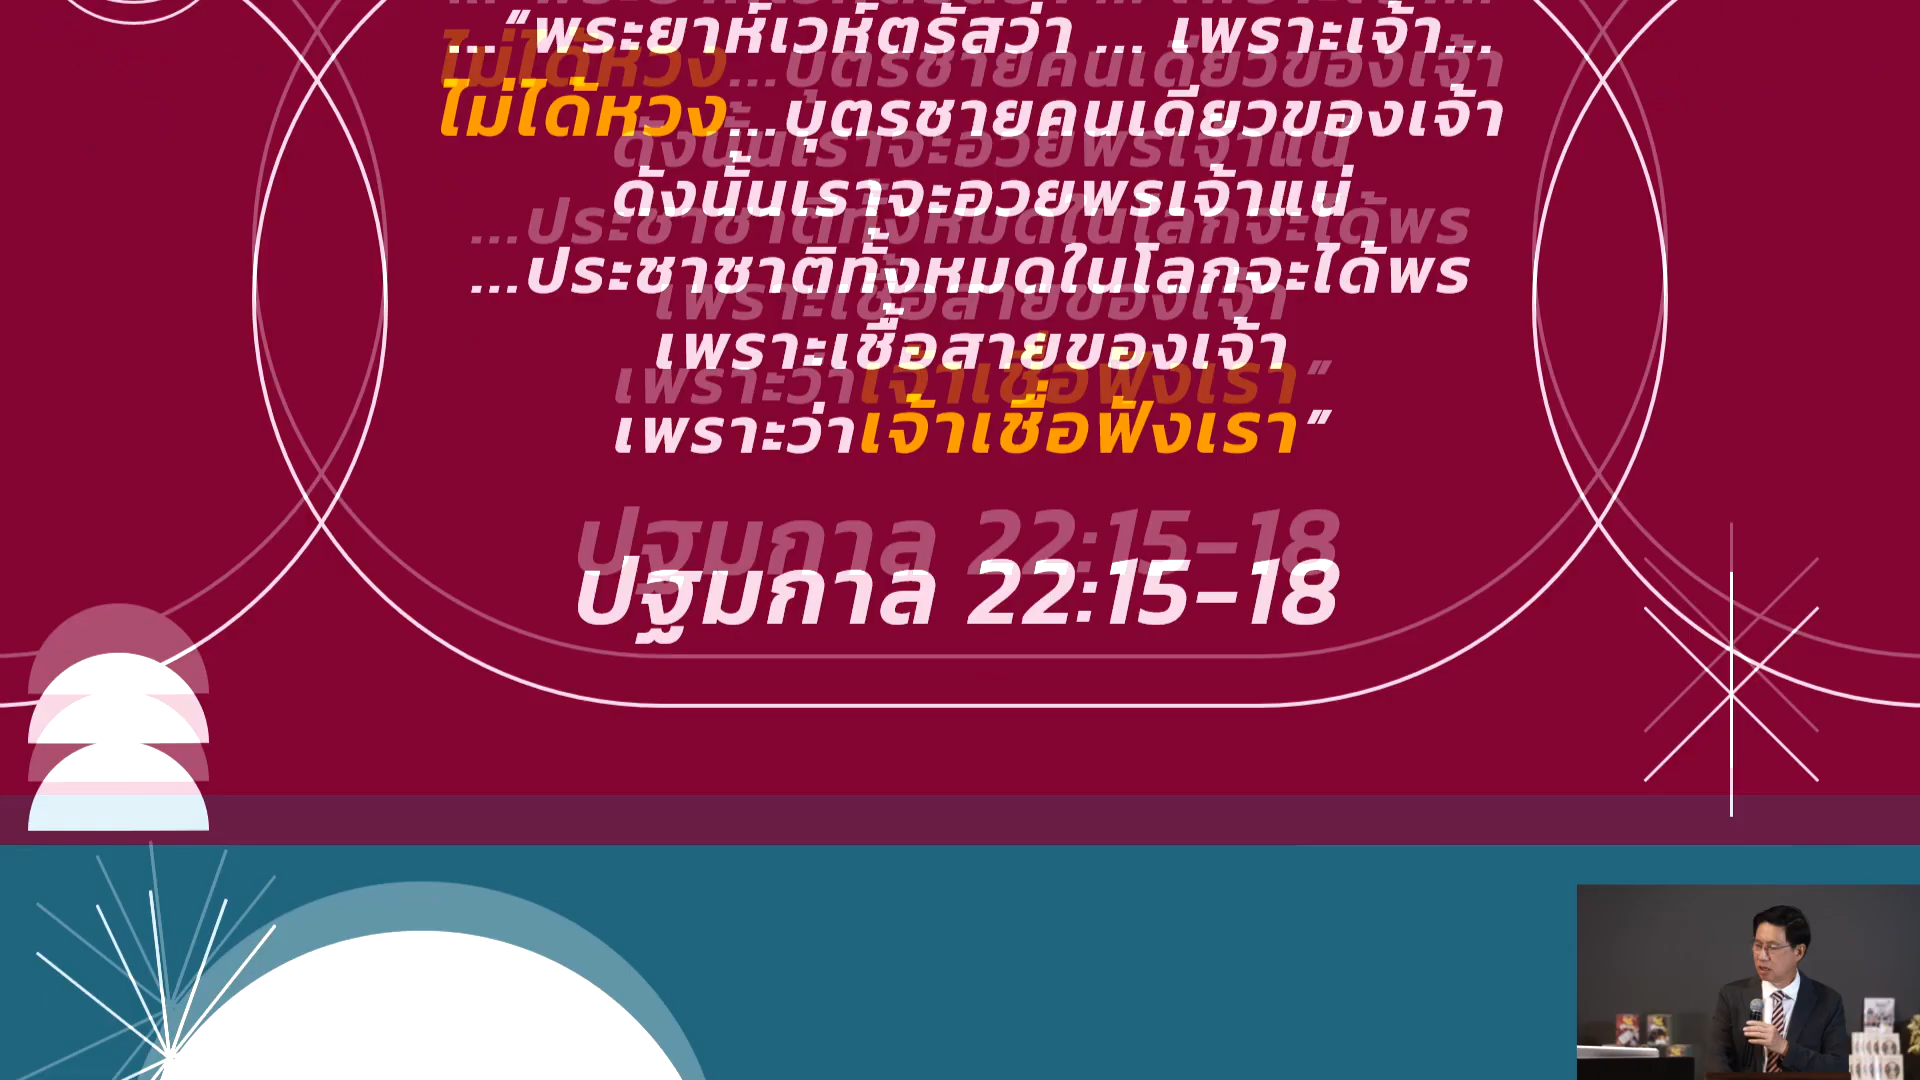 ... “พระยาห์เวห์ตรัสว่า ... เพราะเจ้า...
ไม่ได้หวง...บุตรชายคนเดียวของเจ้า
ดังนั้นเราจะอวยพรเจ้าแน่
...ประชาชาติทั้งหมดในโลกจะได้พร
เพราะเชื้อสายของเจ้า
เพราะว่าเจ้าเชื่อฟังเรา”
ปฐมกาล 22:15-18